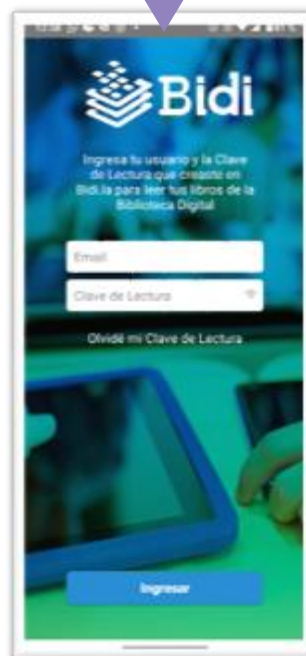 Bidi
Ingresa tu usuario y la Clave
de Lectura que creaste en
Bidi.la para leer tus libros de la
Biblioteca Digital
Email
Clave de Lectura
Olvidé mi Clave de Lectura
Ingresar